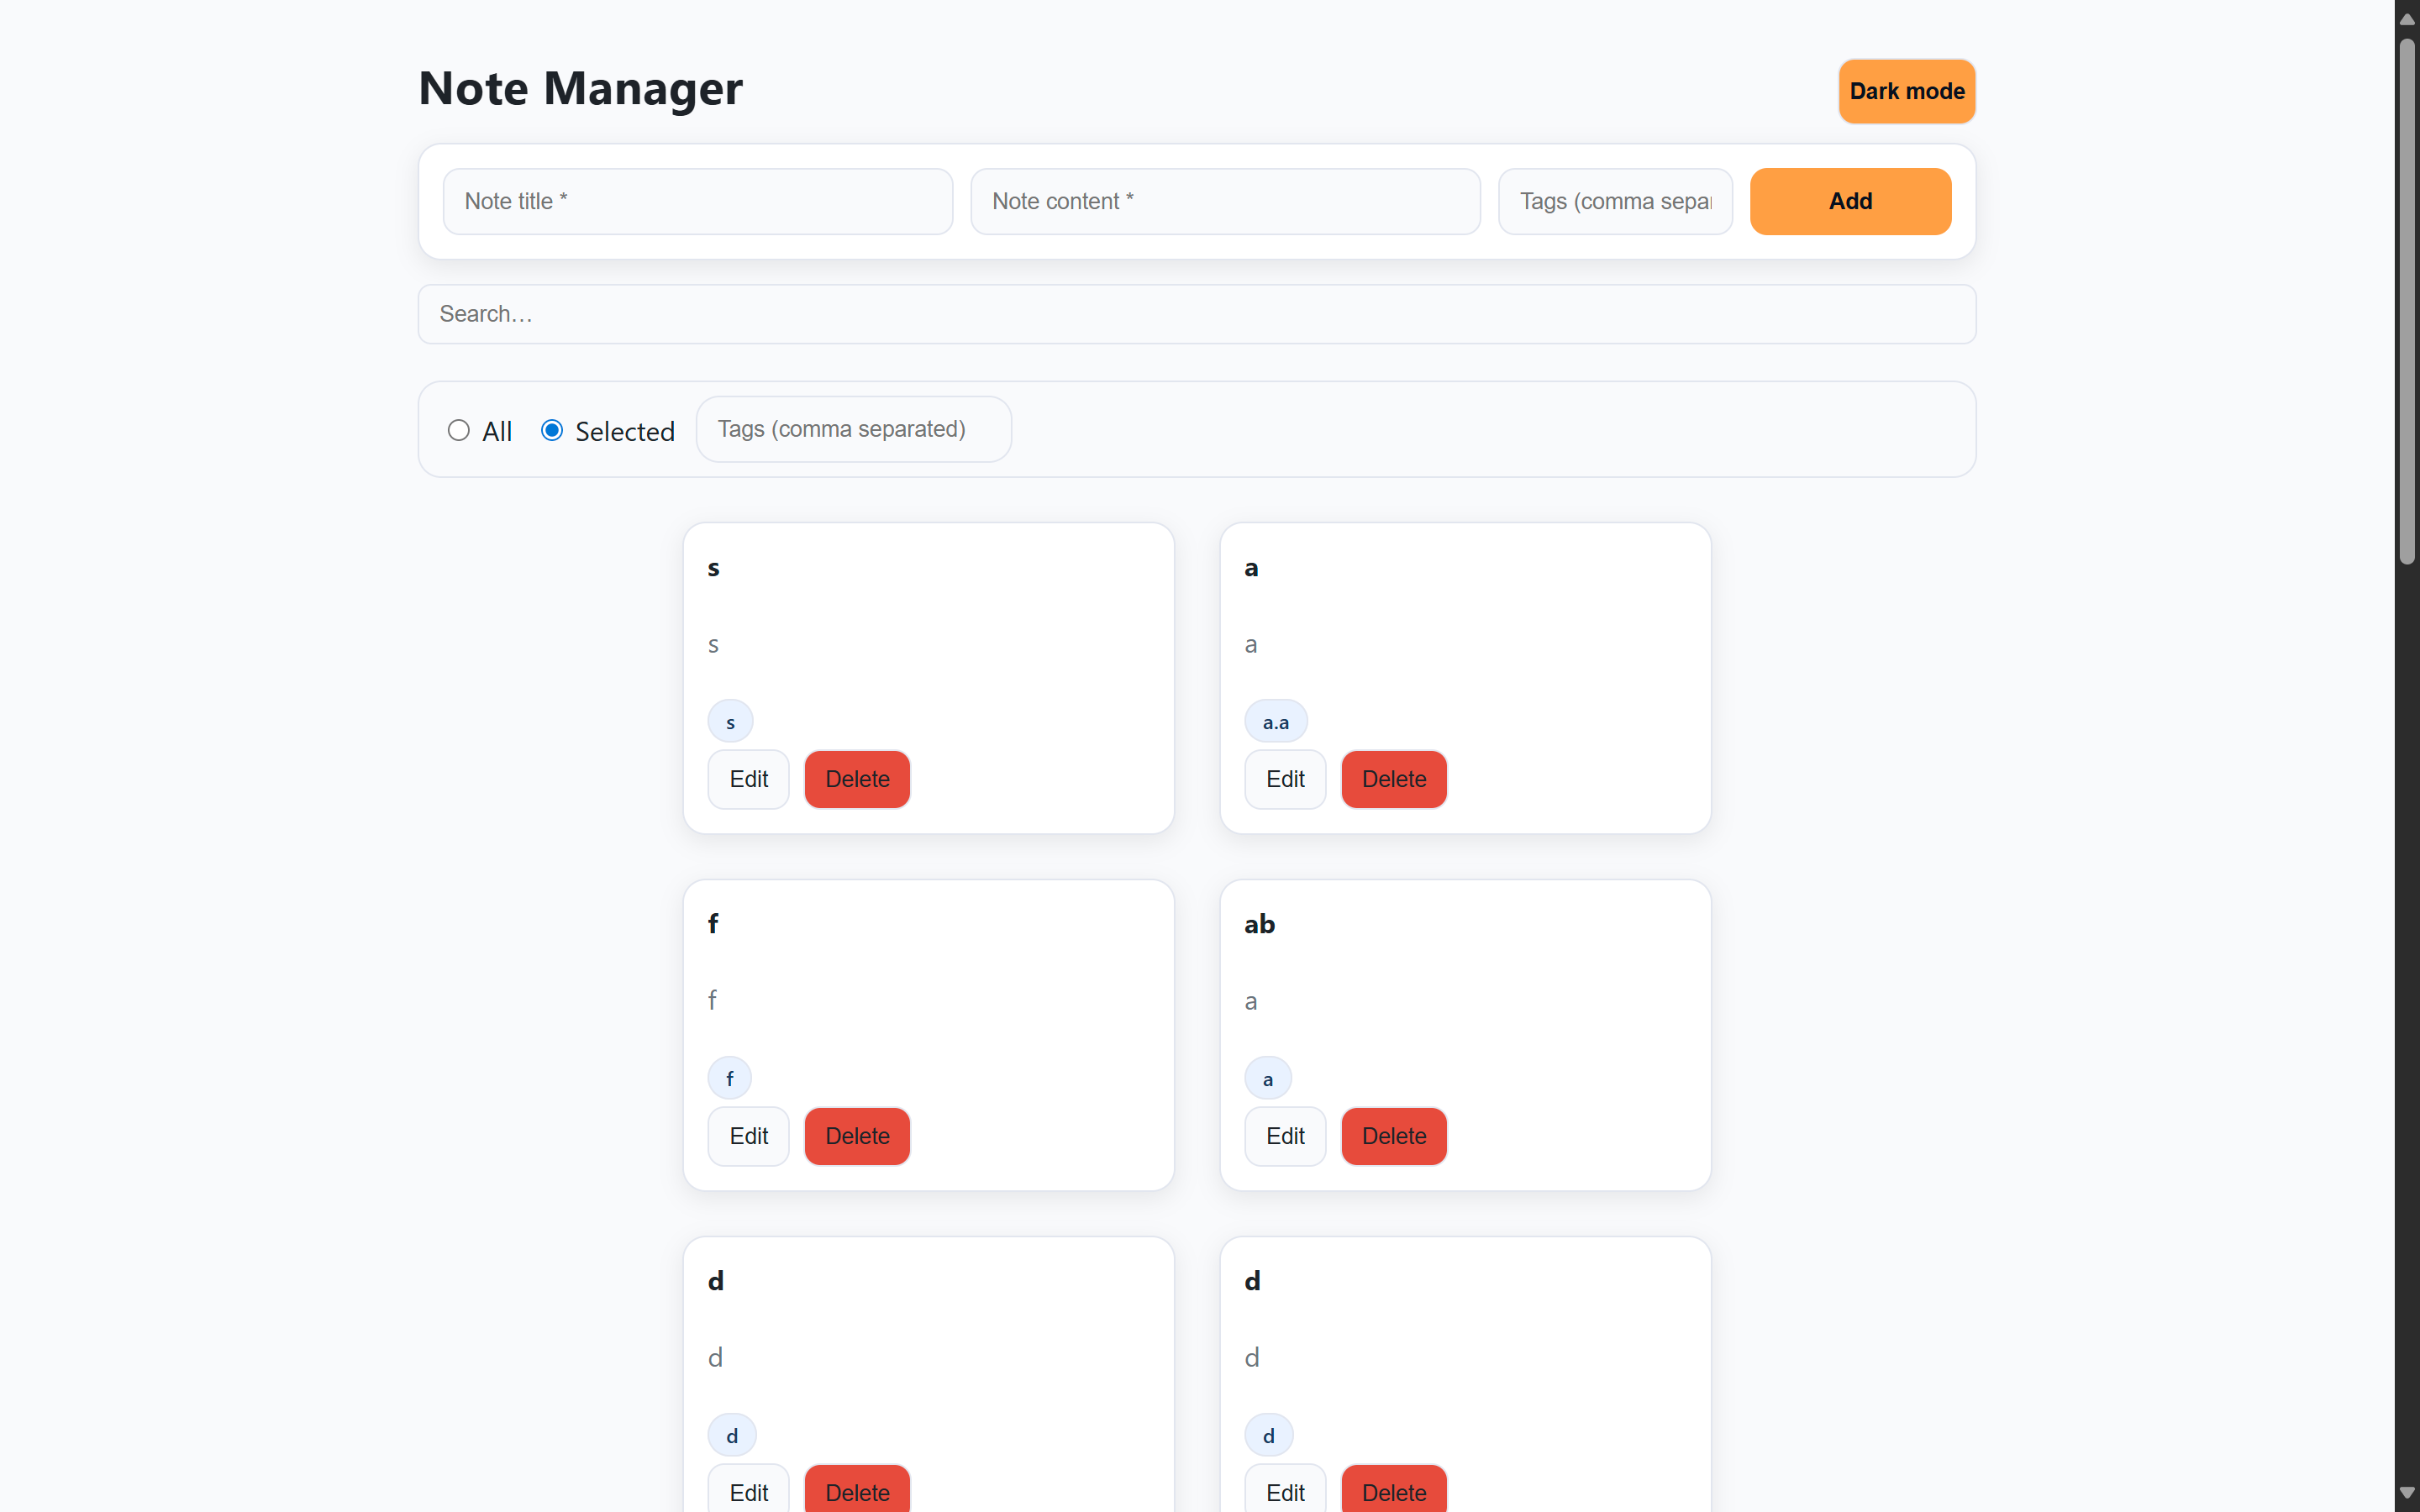 Note Manager
Dark mode
Note title *
Note content *
Tags (comma separ
Add
Search…
All
Selected
Tags (comma separated)
s
s
s
Edit
Delete
a
a
a.a
Edit
Delete
f
f
f
Edit
Delete
ab
a
a
Edit
Delete
d
d
d
Edit
Delete
d
d
d
Edit
Delete